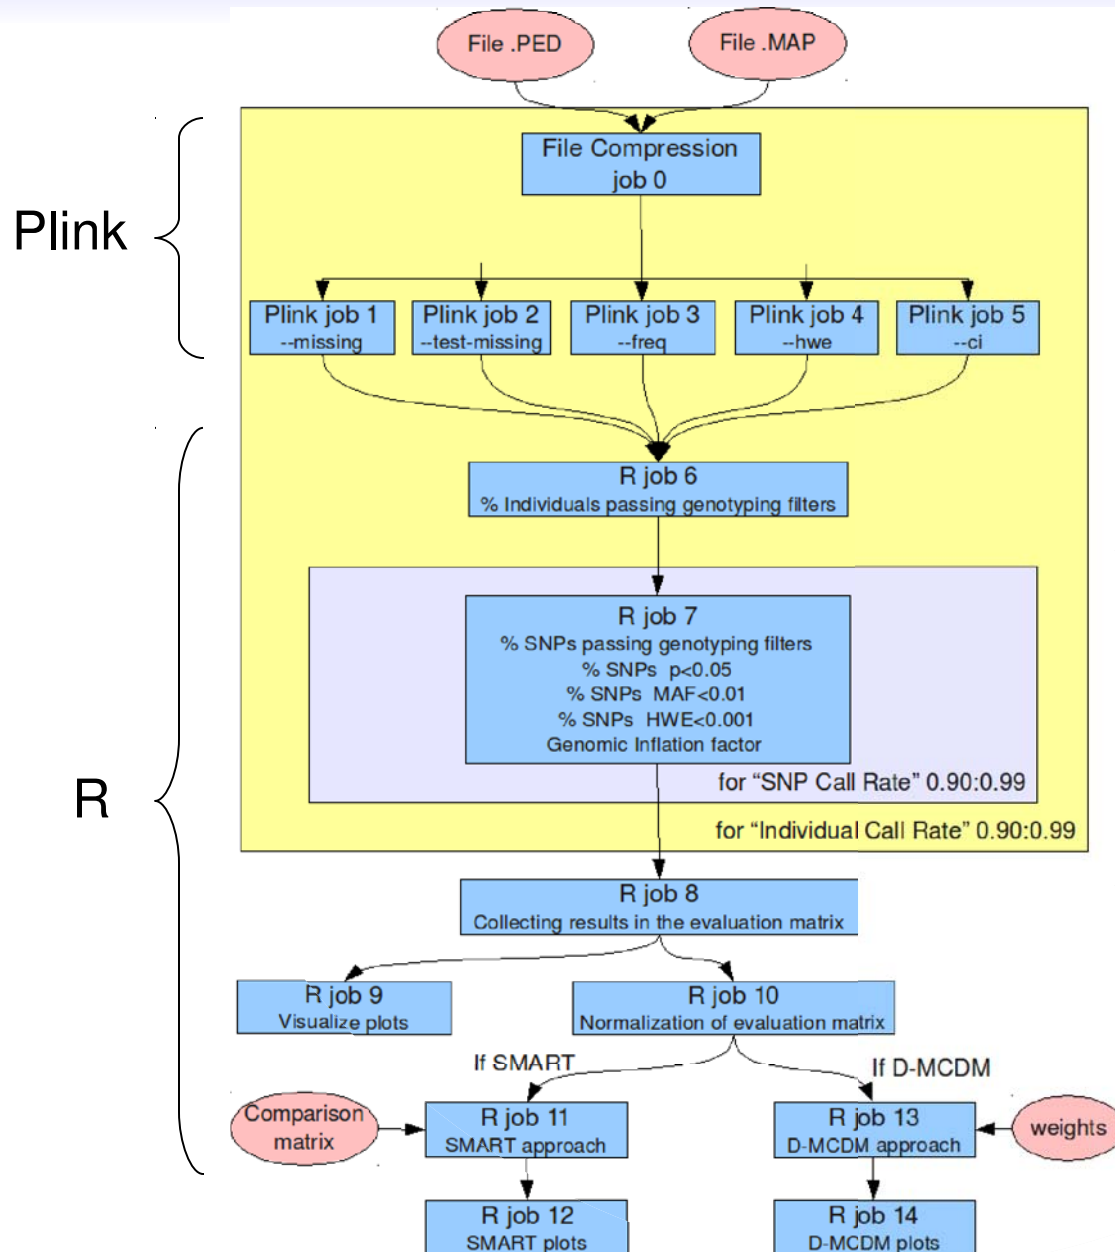 File .PED
File .MAP
Plink
File Compression
job 0
Plink job 1
--missing
Plink job 2
--test-missing
Plink job 3
--freq
Plink job 4
--hwe
Plink job 5
--ci
R
R job 6
% Individuals passing genotyping filters
R job 7
% SNPs passing genotyping filters
% SNPs p<0.05
% SNPs MAF<0.01
% SNPs HWE<0.001
Genomic Inflation factor
for “SNP Call Rate” 0.90:0.99
for “Individual Call Rate” 0.90:0.99
R job 8
Collecting results in the evaluation matrix
R job 9
Visualize plots
R job 10
Normalization of evaluation matrix
If SMART
If D-MCDM
Comparison
matrix
R job 11
SMART approach
R job 13
D-MCDM approach
weights
R job 12
SMART plots
R job 14
D-MCDM plots